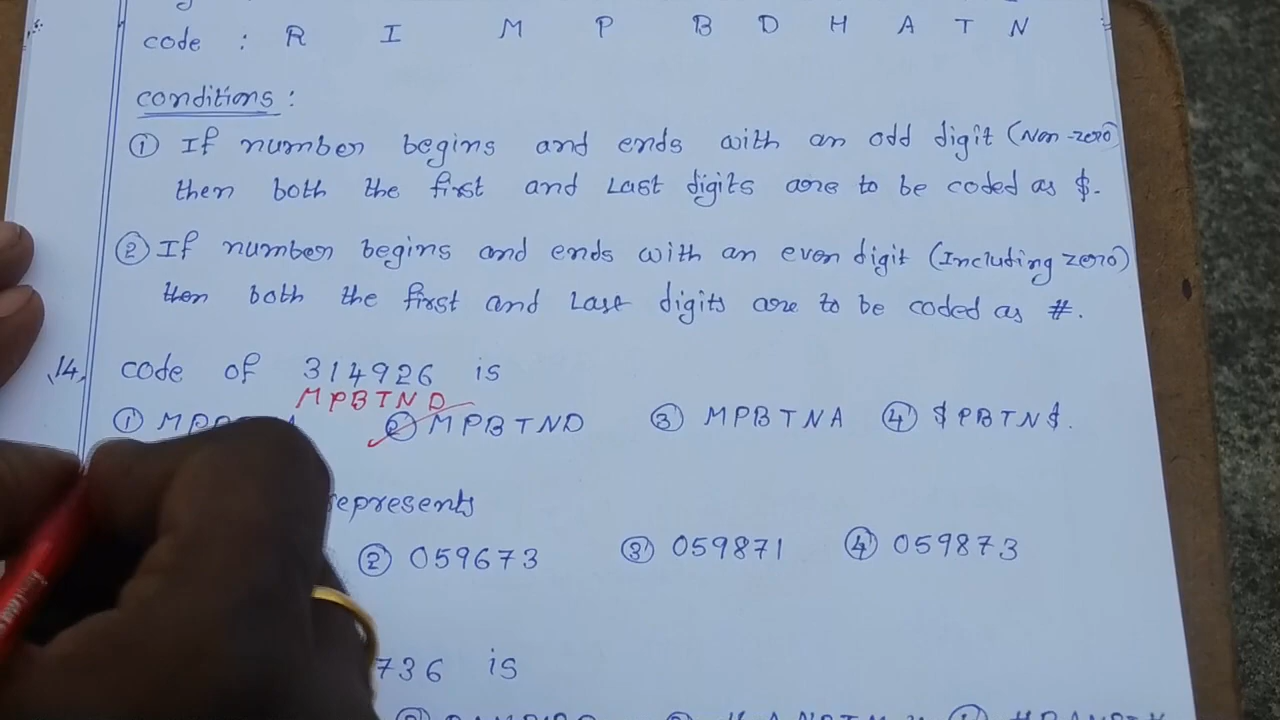 code : R I M P B D H A T N
conditions :
① If number begins and ends with an odd digit (Non-zero)
then both the first and Last digits are to be coded as $.
② If number begins and ends with an even digit (Including zero)
then both the first and Last digits are to be coded as #.
14. code of 314926 is
MPBTND
① ② MPBTND ③ MPBTNA ④ $PBTN$.
represents
② 059673 ③ 059871 ④ 059873
736 is